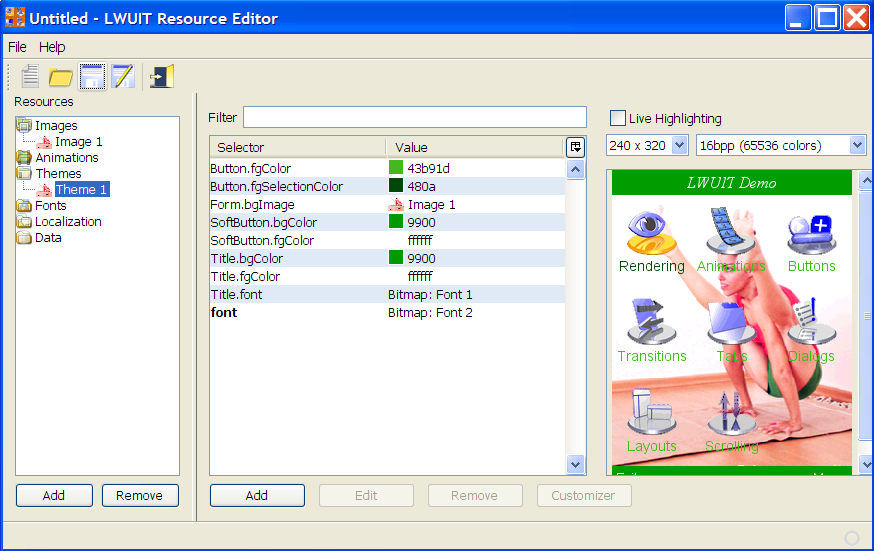 Untitled - LWUIT Resource Editor
File Help
Resources
Images
Image 1
Animations
Themes
Theme 1
Fonts
Localization
Data
Add Remove
Filter
Selector Value
Button.fgColor 43b91d
Button.fgSelectionColor 480a
Form.bgImage Image 1
SoftButton.bgColor 9900
SoftButton.fgColor ffffff
Title.bgColor 9900
Title.fgColor ffffff
Title.font Bitmap: Font 1
font Bitmap: Font 2
Add Edit Remove Customizer
Live Highlighting
240 x 320 16bpp (65536 colors)
LWUIT Demo
Rendering Animations Buttons
Transitions Tabs Dialogs
Layouts Scrolling